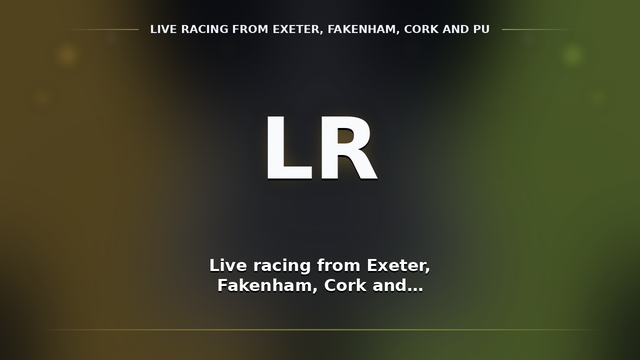 LIVE RACING FROM EXETER, FAKENHAM, CORK AND PU
LR
Live racing from Exeter,
Fakenham, Cork and…